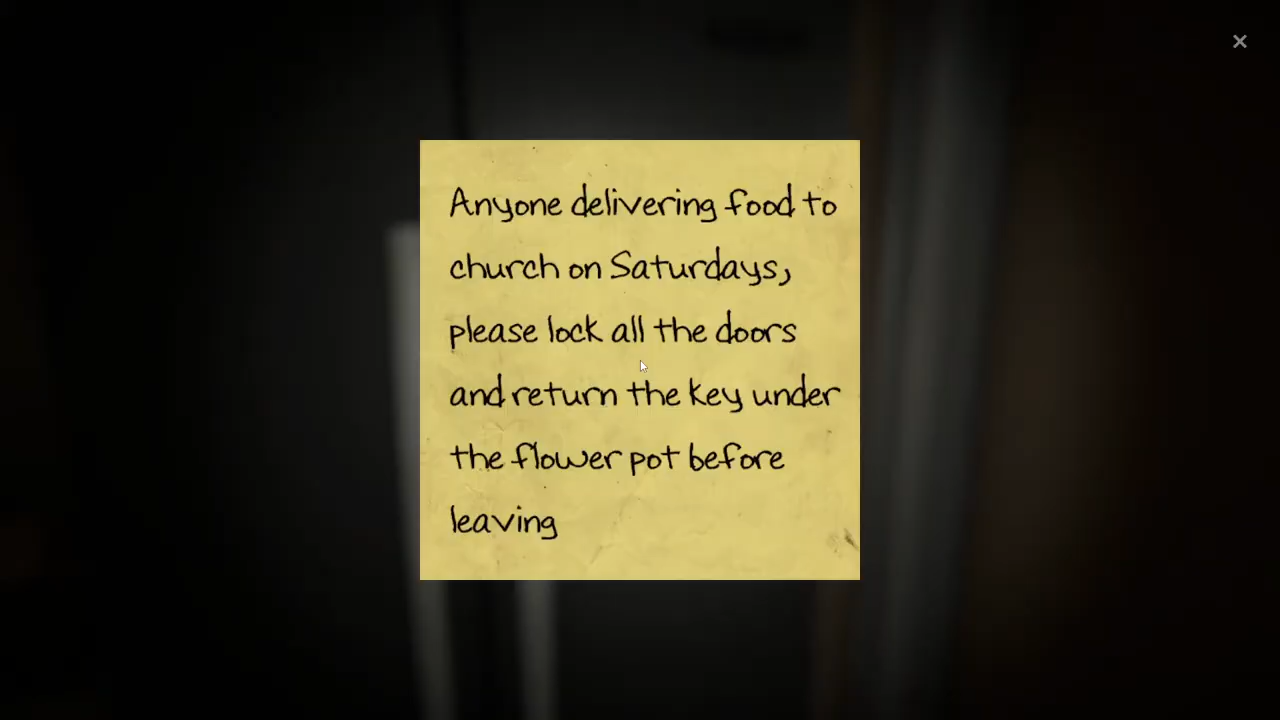 Anyone delivering food to
church on Saturdays,
please lock all the doors
and return the key under
the flower pot before
leaving